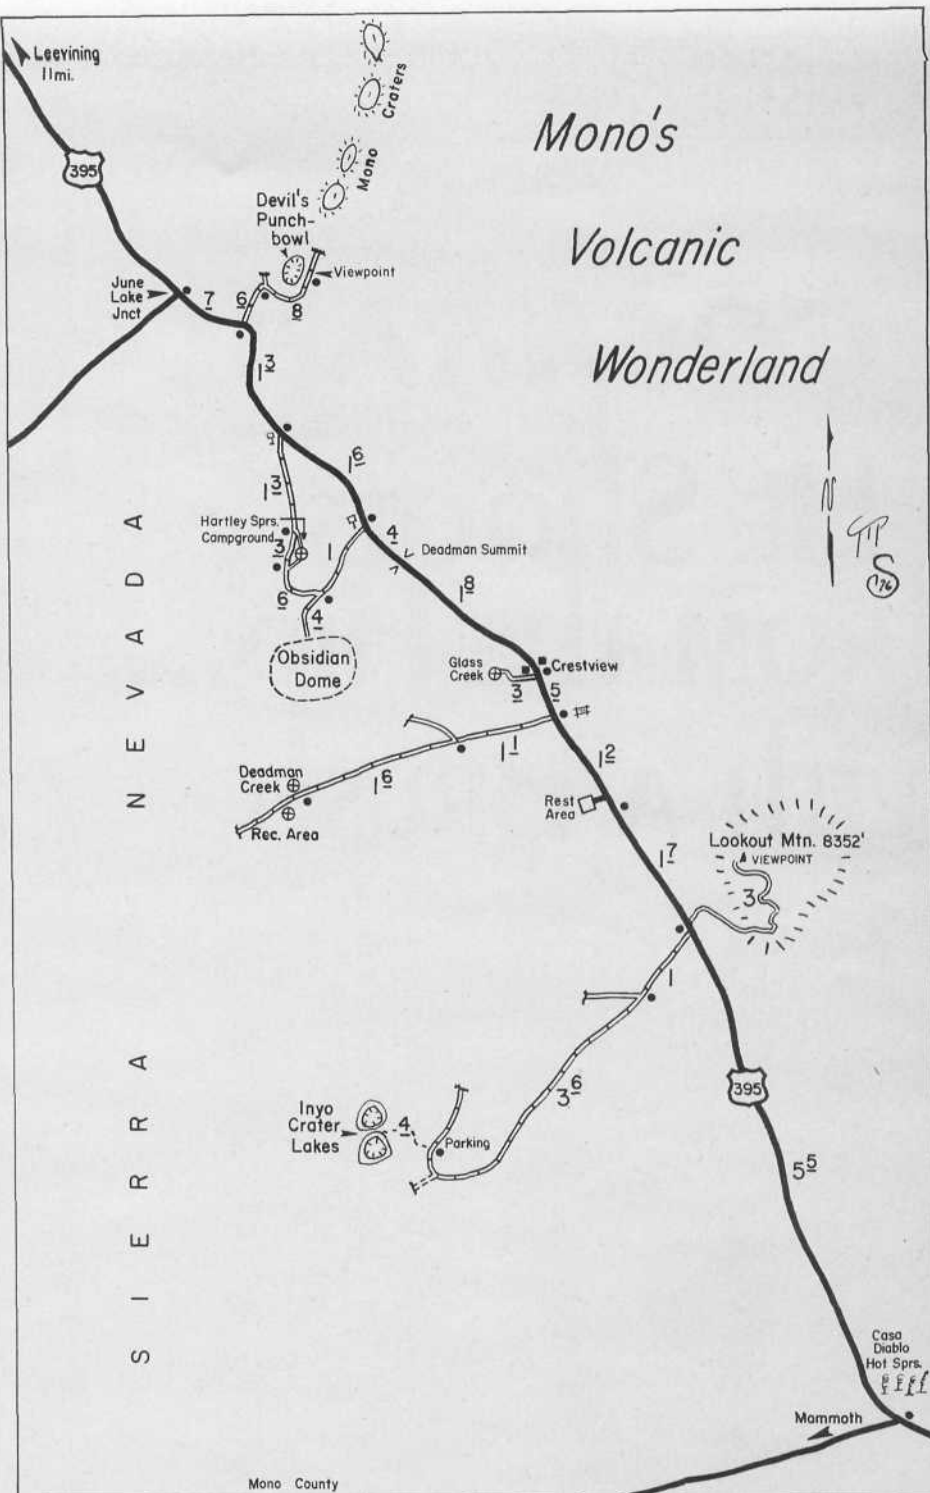 Leevining
11mi.
395
Craters
Mono
Mono's
Volcanic
Wonderland
Devil's
Punch-
bowl
Viewpoint
June
Lake
Jnct
7
6
8
1 3
1 6
1 3
Hartley Sprs.
Campground
3
1
4
Deadman Summit
1 8
6
4
Obsidian
Dome
N
TTP
S
'76
Glass
Creek
3
Crestview
5
1 1
1 6
1 2
Deadman
Creek
Rec. Area
Rest
Area
1 7
Lookout Mtn. 8352'
VIEWPOINT
3
1
3 6
395
Inyo
Crater
Lakes
4
Parking
5 5
SIERRA NEVADA
Casa
Diablo
Hot Sprs.
Mammoth
Mono County